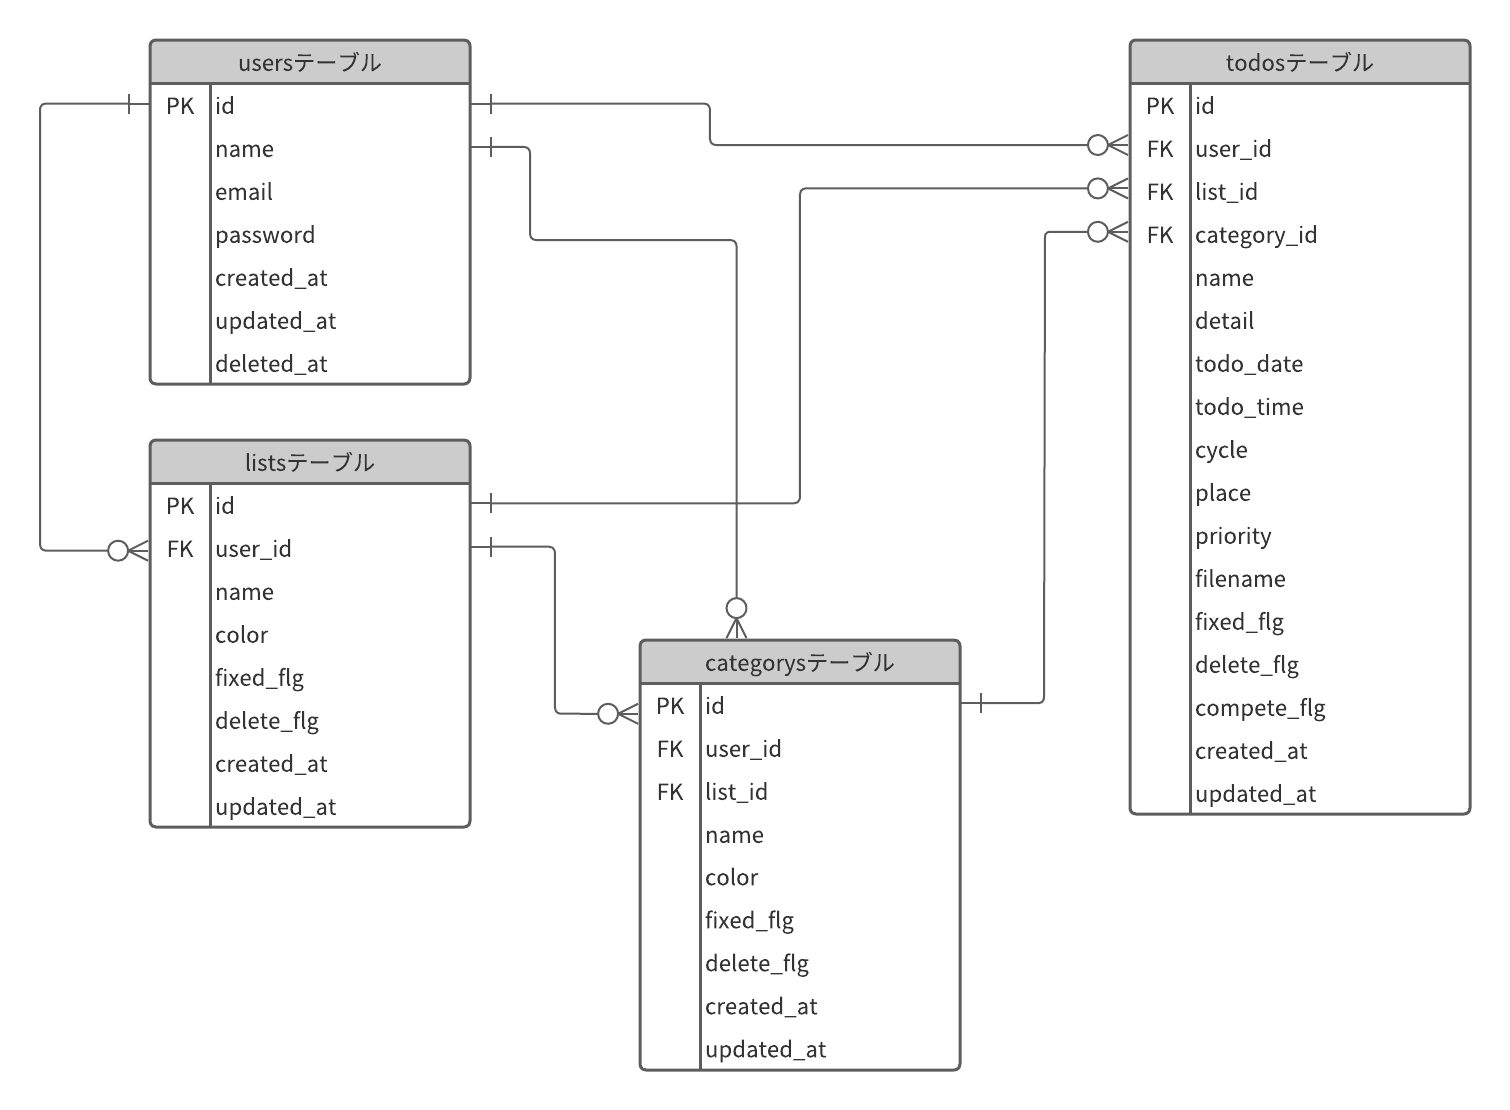 usersテーブル
PK id
name
email
password
created_at
updated_at
deleted_at
listsテーブル
PK id
FK user_id
name
color
fixed_flg
delete_flg
created_at
updated_at
categorysテーブル
PK id
FK user_id
FK list_id
name
color
fixed_flg
delete_flg
created_at
updated_at
todosテーブル
PK id
FK user_id
FK list_id
FK category_id
name
detail
todo_date
todo_time
cycle
place
priority
filename
fixed_flg
delete_flg
compete_flg
created_at
updated_at